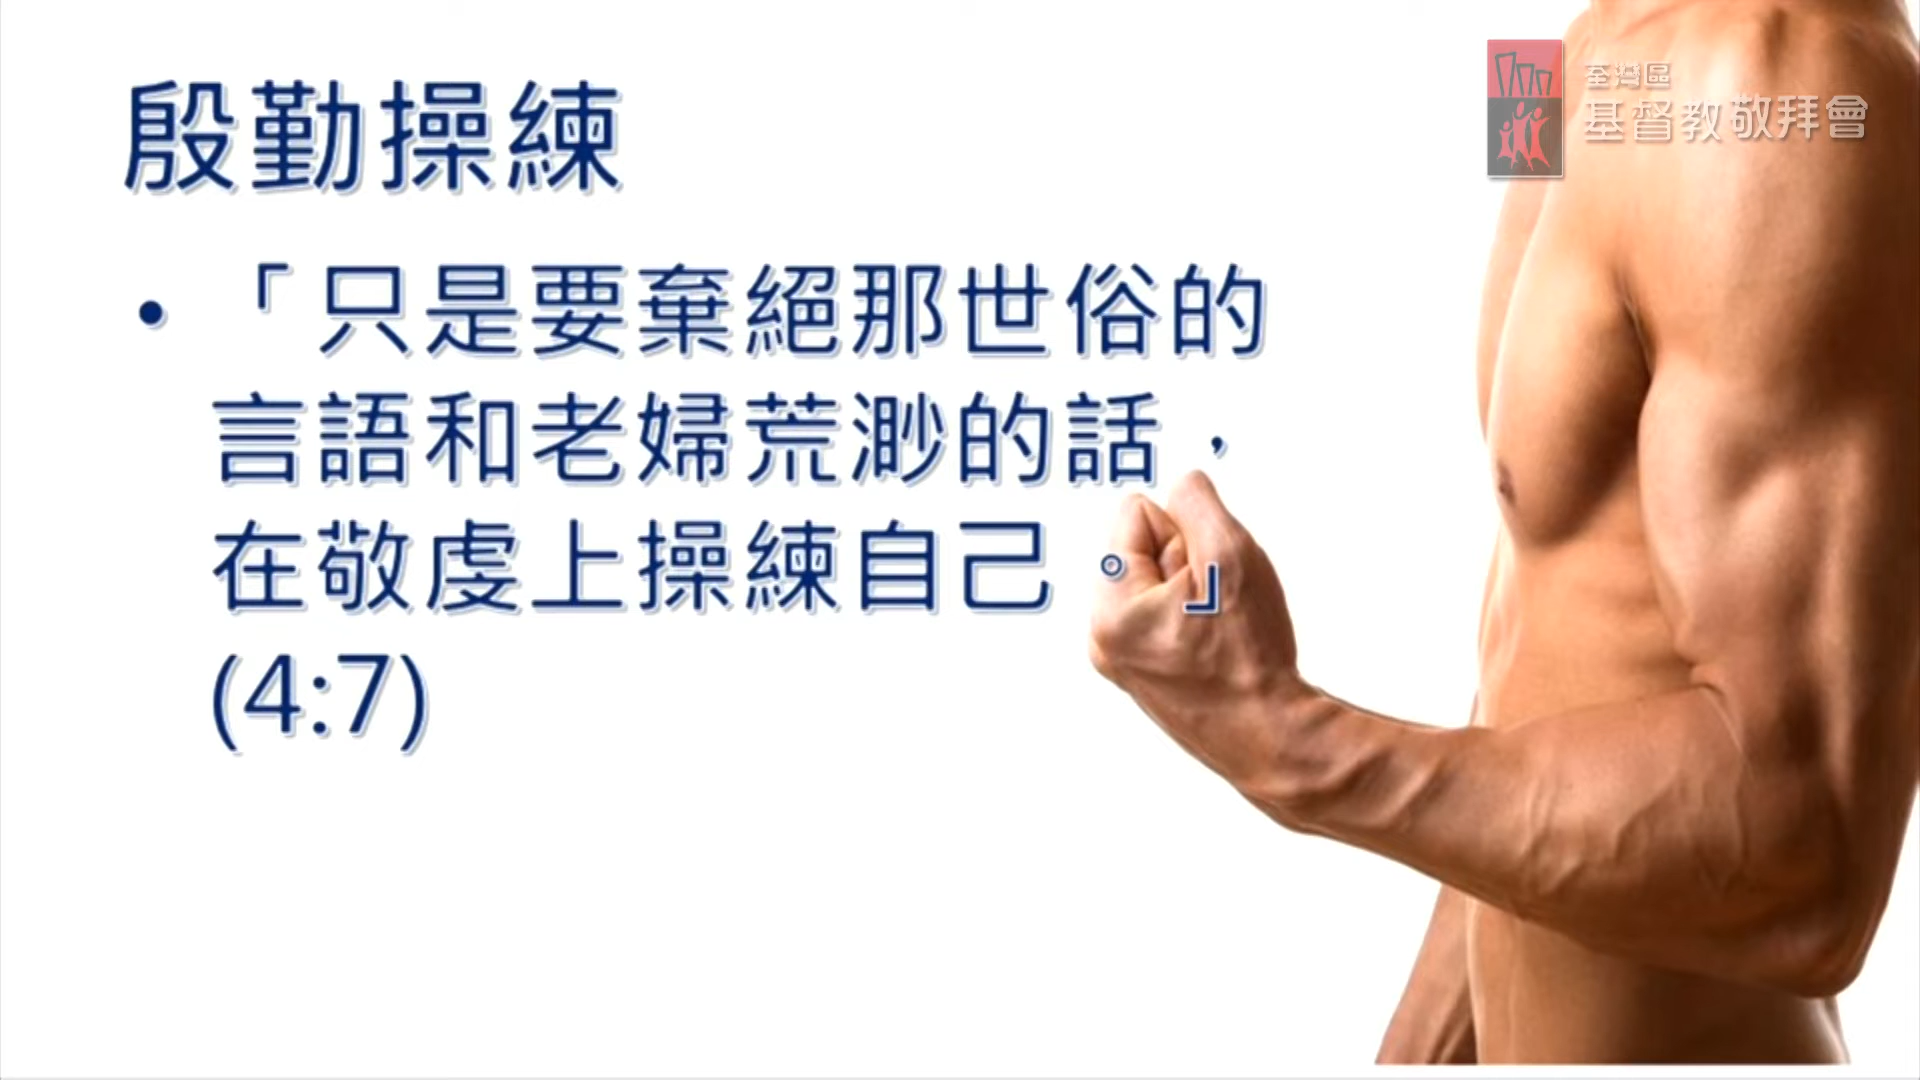 荃灣區
基督教敬拜會
殷勤操練
•「只是要棄絕那世俗的
言語和老婦荒渺的話，
在敬虔上操練自己。」
(4:7)